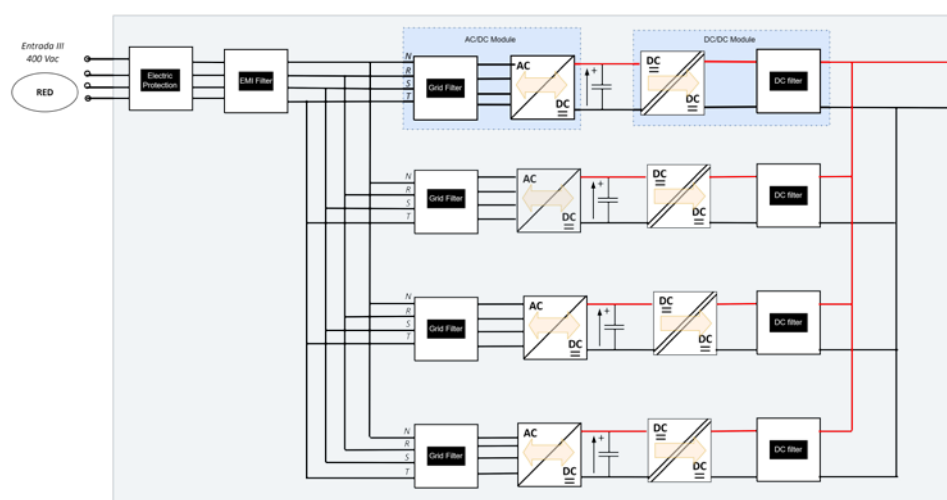 Entrada III
400 Vac
RED
Electric
Protection
EMI Filter
AC/DC Module
DC/DC Module
N
R
S
T
Grid Filter
AC
DC
+
DC
DC
DC filter
N
R
S
T
Grid Filter
AC
DC
+
DC
DC
DC filter
N
R
S
T
Grid Filter
AC
DC
+
DC
DC
DC filter
N
R
S
T
Grid Filter
AC
DC
+
DC
DC
DC filter